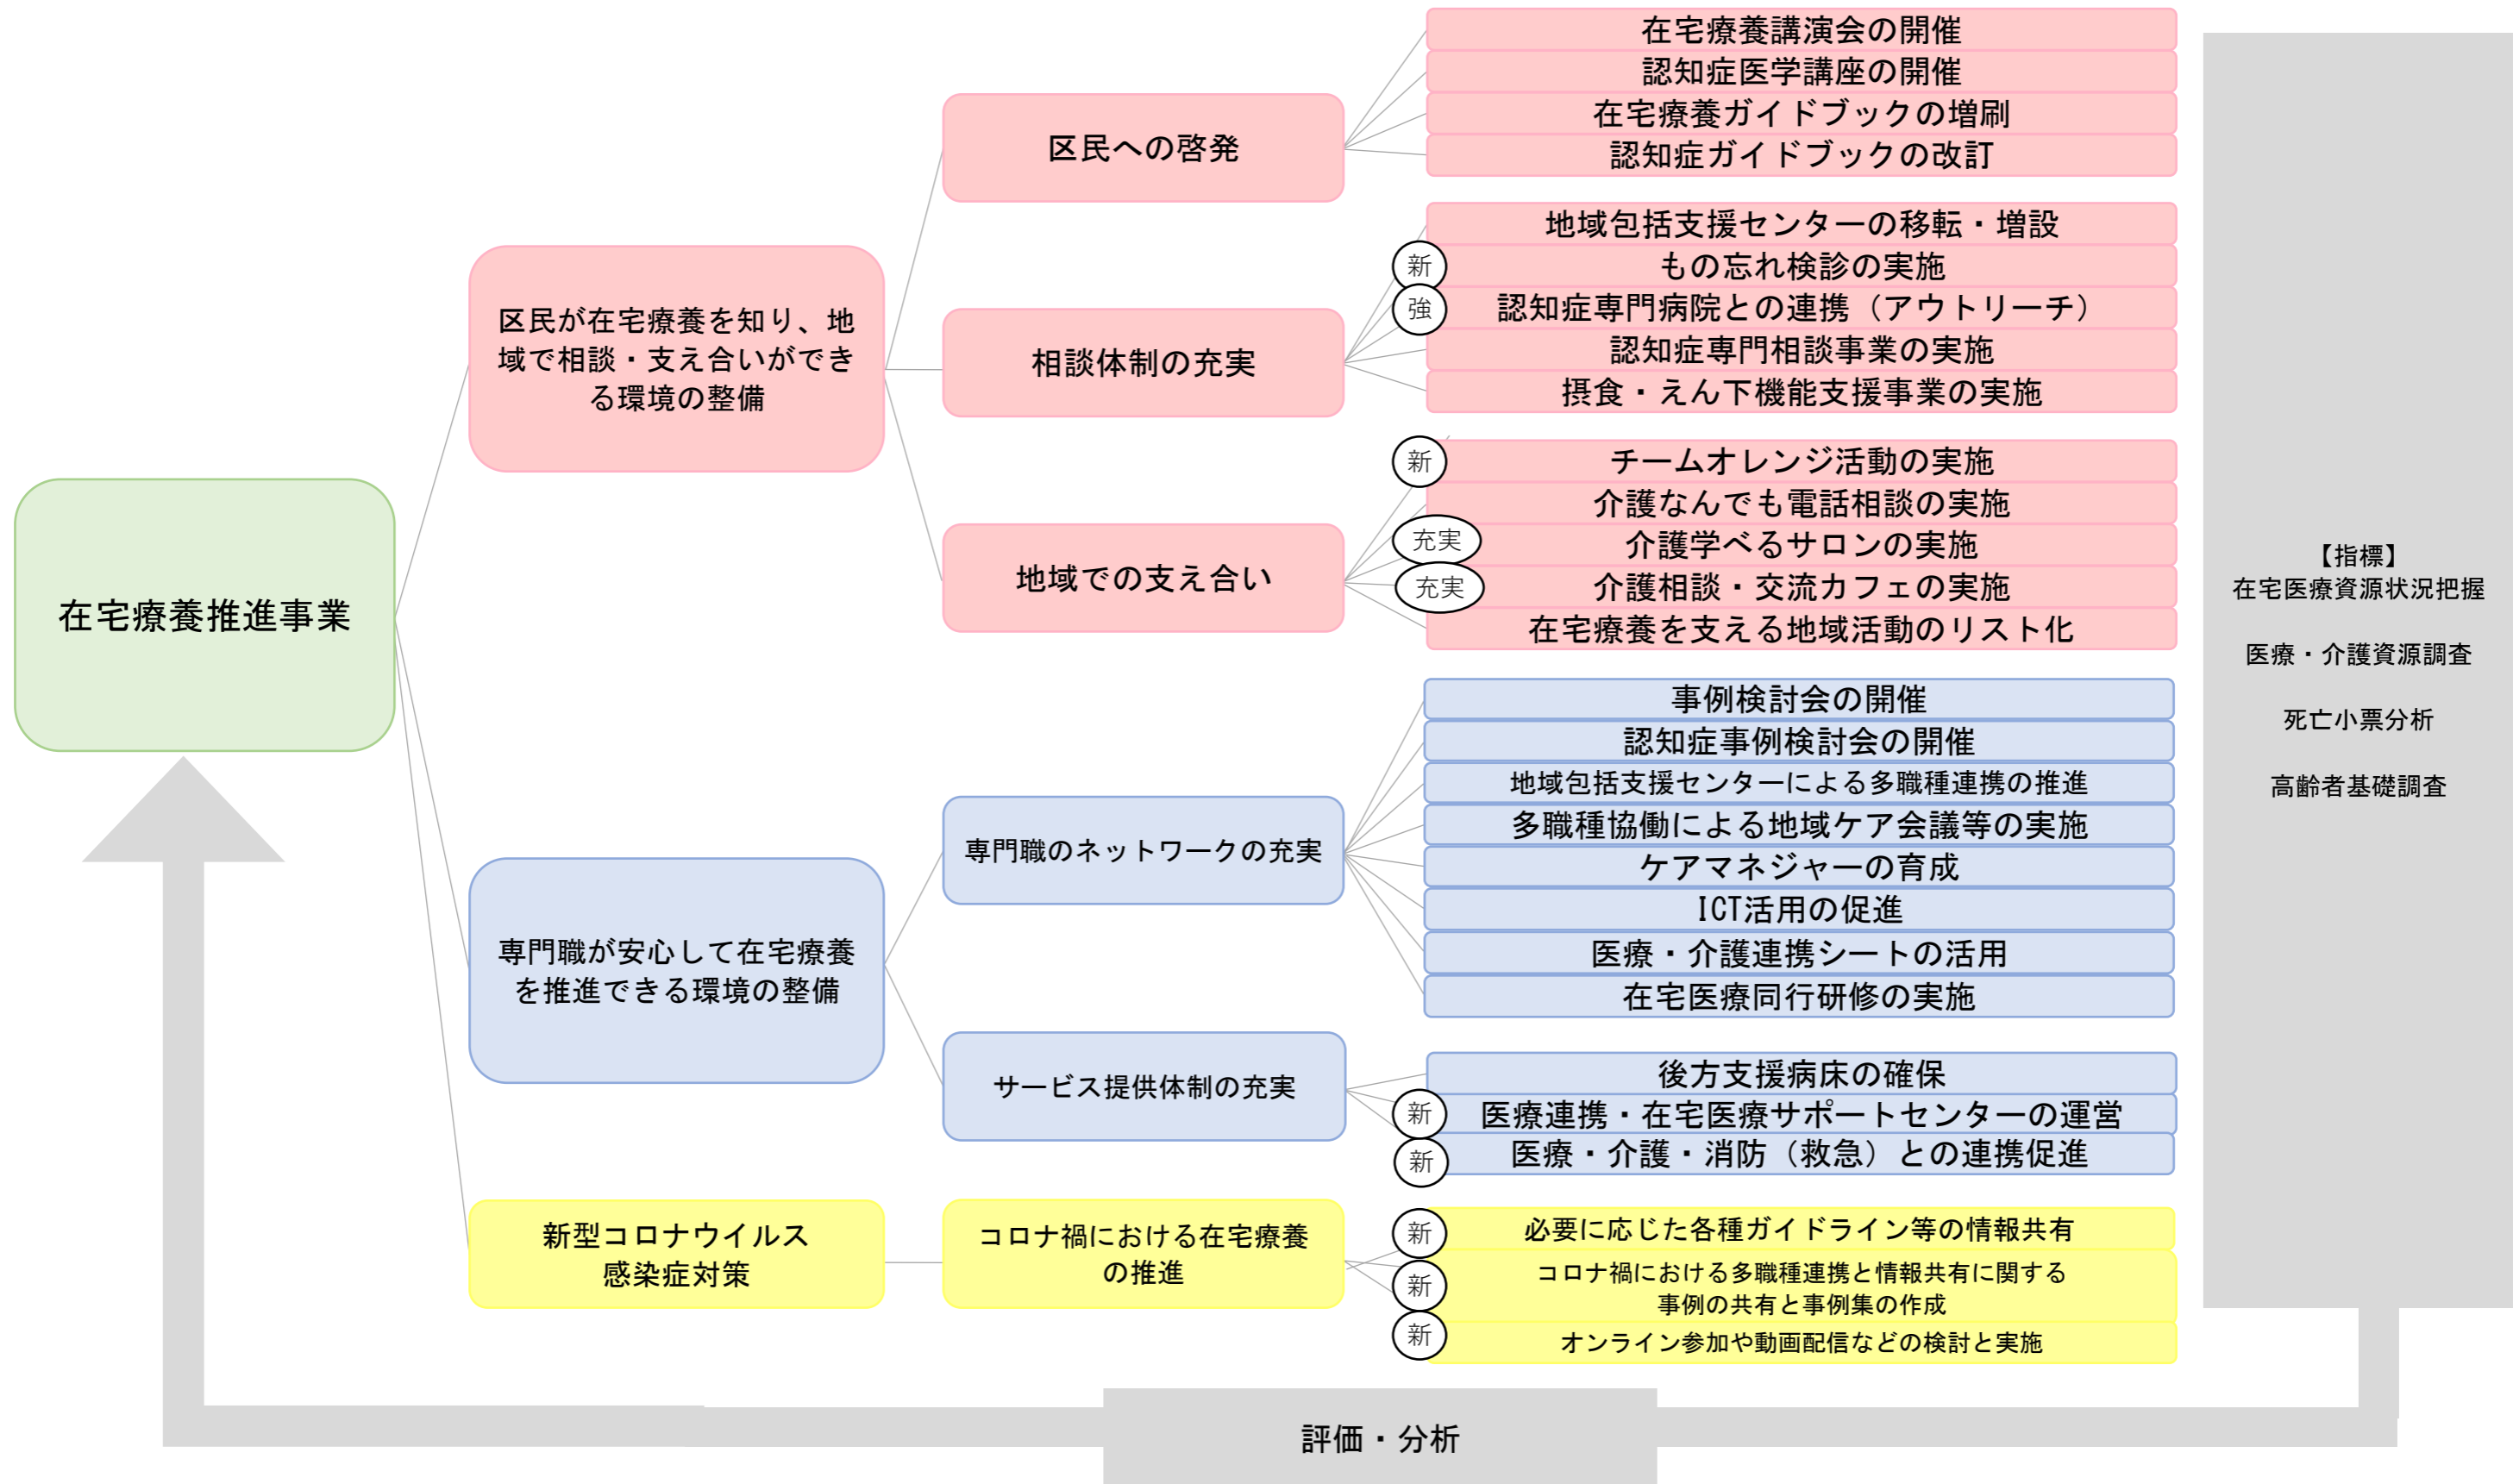 在宅療養推進事業
区民が在宅療養を知り、地
域で相談・支え合いができ
る環境の整備
区民への啓発
在宅療養講演会の開催
認知症医学講座の開催
在宅療養ガイドブックの増刷
認知症ガイドブックの改訂
相談体制の充実
地域包括支援センターの移転・増設
新
もの忘れ検診の実施
強
認知症専門病院との連携（アウトリーチ）
認知症専門相談事業の実施
摂食・えん下機能支援事業の実施
地域での支え合い
新
チームオレンジ活動の実施
介護なんでも電話相談の実施
充実
介護学べるサロンの実施
充実
介護相談・交流カフェの実施
在宅療養を支える地域活動のリスト化
専門職が安心して在宅療養
を推進できる環境の整備
専門職のネットワークの充実
事例検討会の開催
認知症事例検討会の開催
地域包括支援センターによる多職種連携の推進
多職種協働による地域ケア会議等の実施
ケアマネジャーの育成
ICT活用の促進
医療・介護連携シートの活用
在宅医療同行研修の実施
サービス提供体制の充実
後方支援病床の確保
新
医療連携・在宅医療サポートセンターの運営
新
医療・介護・消防（救急）との連携促進
新型コロナウイルス
感染症対策
コロナ禍における在宅療養
の推進
新
必要に応じた各種ガイドライン等の情報共有
新
コロナ禍における多職種連携と情報共有に関する
事例の共有と事例集の作成
新
オンライン参加や動画配信などの検討と実施
【指標】
在宅医療資源状況把握
医療・介護資源調査
死亡小票分析
高齢者基礎調査
評価・分析